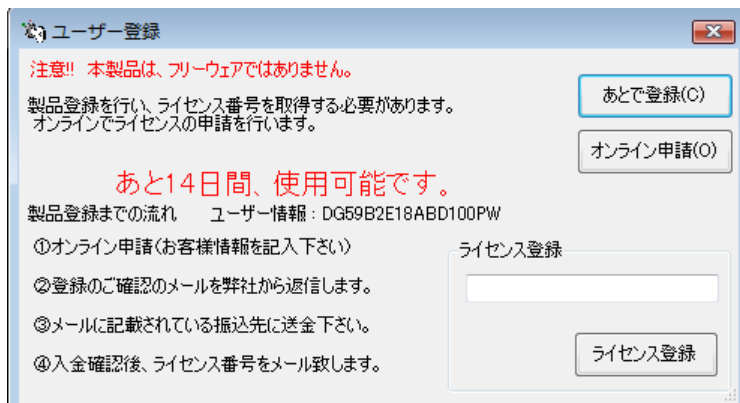 ユーザー登録
注意!! 本製品は、フリーウェアではありません。
製品登録を行い、ライセンス番号を取得する必要があります。
オンラインでライセンスの申請を行います。
あとで登録(C)
オンライン申請(O)
あと14日間、使用可能です。
製品登録までの流れ ユーザー情報:DG59B2E18ABD100PW
①オンライン申請(お客様情報を記入下さい)
②登録のご確認のメールを弊社から返信します。
③メールに記載されている振込先に送金下さい。
④入金確認後、ライセンス番号をメール致します。
ライセンス登録
ライセンス登録